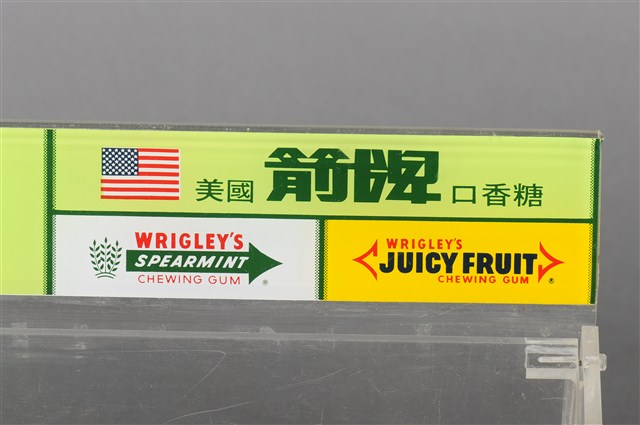 美國 箭牌 口香糖
WRIGLEY'S
SPEARMINT
CHEWING GUM ®
WRIGLEY'S
JUICY FRUIT
CHEWING GUM ®